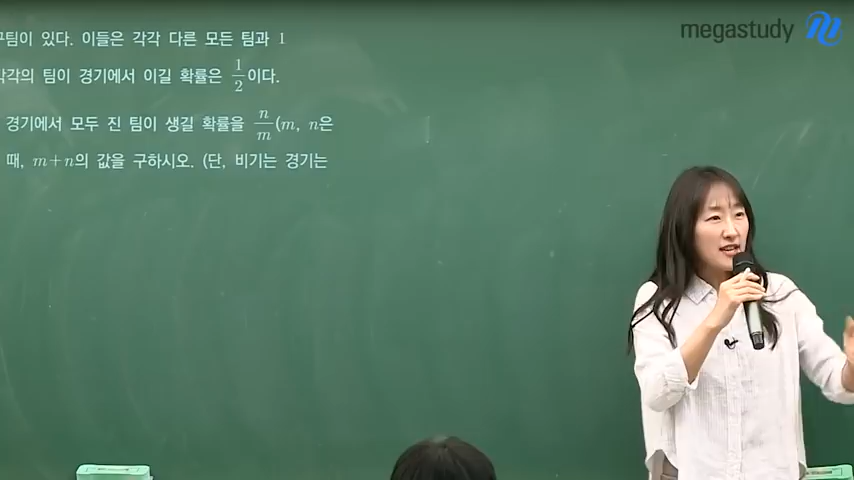 megastudy
팀이 있다. 이들은 각각 다른 모든 팀과 1
각각의 팀이 경기에서 이길 확률은 1/2이다.
경기에서 모두 진 팀이 생길 확률을 n/m(m, n은
때, m+n의 값을 구하시오. (단, 비기는 경기는